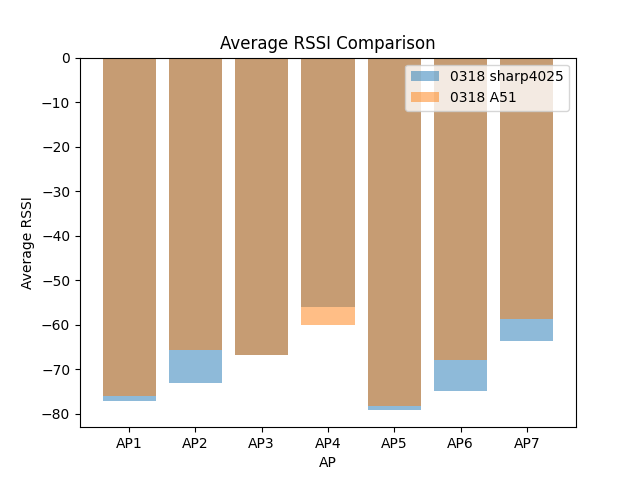 Average RSSI Comparison
0318 sharp4025
0318 A51
Average RSSI
0
−10
−20
−30
−40
−50
−60
−70
−80
AP1 AP2 AP3 AP4 AP5 AP6 AP7
AP